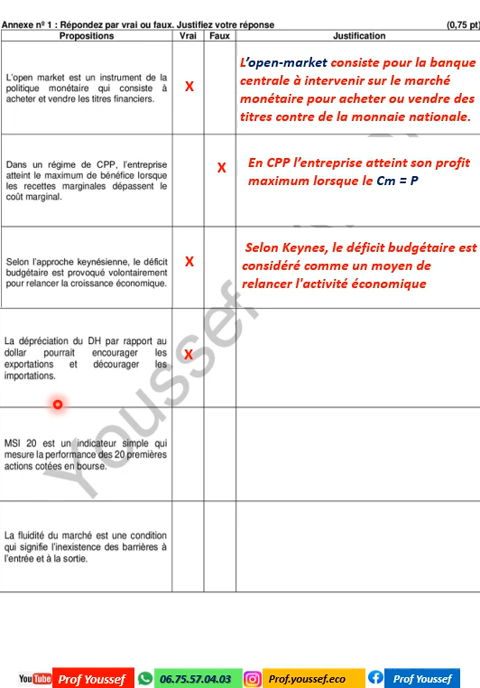 Annexe nº 1 : Répondez par vrai ou faux. Justifiez votre réponse (0,75 pt)
Propositions Vrai Faux Justification
L'open market est un instrument de la
politique monétaire qui consiste à
acheter et vendre les titres financiers.
X
L'open-market consiste pour la banque
centrale à intervenir sur le marché
monétaire pour acheter ou vendre des
titres contre de la monnaie nationale.
Dans un régime de CPP, l'entreprise
atteint le maximum de bénéfice lorsque
les recettes marginales dépassent le
coût marginal.
X
En CPP l'entreprise atteint son profit
maximum lorsque le Cm = P
Selon l'approche keynésienne, le déficit
budgétaire est provoqué volontairement
pour relancer la croissance économique.
X
Selon Keynes, le déficit budgétaire est
considéré comme un moyen de
relancer l'activité économique
La dépréciation du DH par rapport au
dollar pourrait encourager les
exportations et décourager les
importations.
X
MSI 20 est un indicateur simple qui
mesure la performance des 20 premières
actions cotées en bourse.
La fluidité du marché est une condition
qui signifie l'inexistence des barrières à
l'entrée et à la sortie.
Youssef
YouTube Prof Youssef 06.75.57.04.03 Prof.youssef.eco Prof Youssef